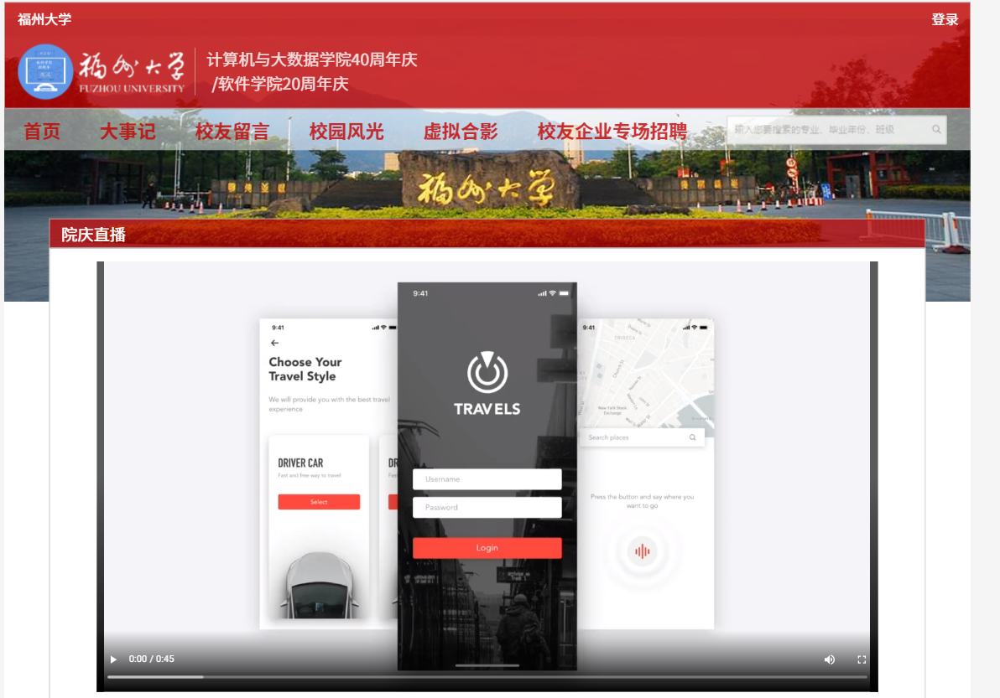 福州大学
登录
福州大学
FUZHOU UNIVERSITY
计算机与大数据学院40周年庆
/软件学院20周年庆
首页
大事记
校友留言
校园风光
虚拟合影
校友企业专场招聘
输入您要搜索的专业、毕业年份、班级
福州大学
院庆直播
9:41
9:41
9:41
Choose Your
Travel Style
We will provide you with the best travel
experience
DRIVER CAR
Fast and free way to travel
Select
DR
TRAVELS
Username
Password
Login
TRIBECA
New York Stock
Exchange
Search places
Press the button and say where you
want to go
0:00 / 0:45